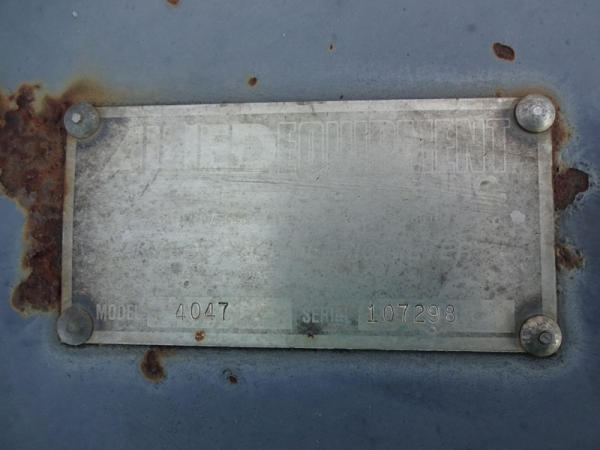 ALLIED EQUIPMENT
MODEL 4047 SERIAL 107298